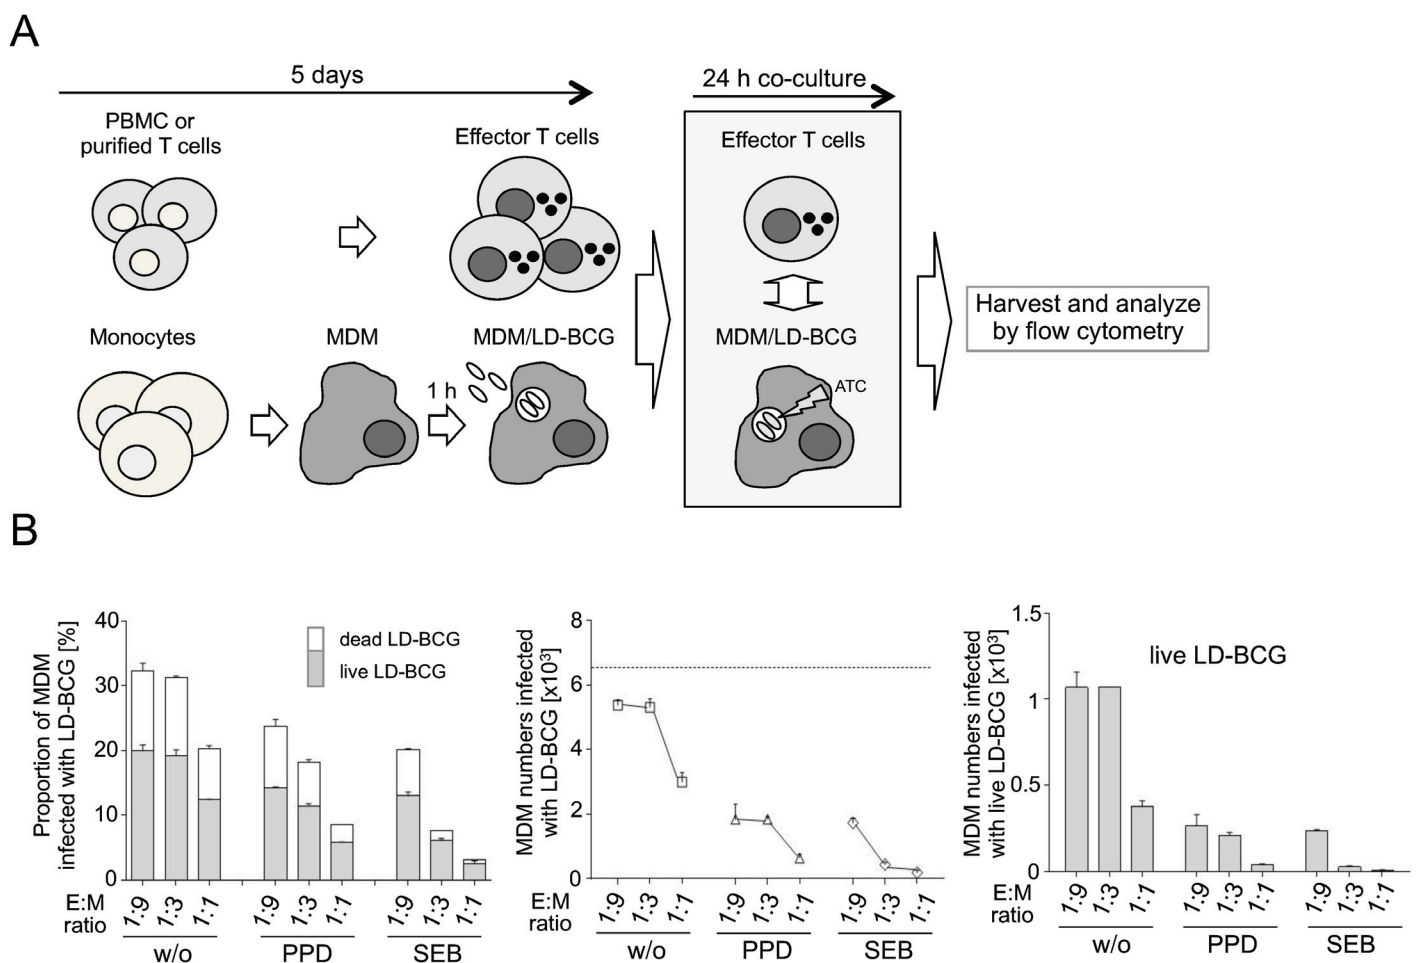 A
5 days
24 h co-culture
PBMC or
purified T cells
Effector T cells
Effector T cells
Harvest and analyze
by flow cytometry
Monocytes
MDM
MDM/LD-BCG
MDM/LD-BCG
1 h
ATC
B
Proportion of MDM
infected with LD-BCG [%]
40
30
20
10
0
dead LD-BCG
live LD-BCG
E:M
ratio
1:9
1:3
1:1
1:9
1:3
1:1
1:9
1:3
1:1
w/o
PPD
SEB
MDM numbers infected
with LD-BCG [x10³]
8
6
4
2
0
E:M
ratio
1:9
1:3
1:1
1:9
1:3
1:1
1:9
1:3
1:1
w/o
PPD
SEB
MDM numbers infected
with live LD-BCG [x10³]
1.5
1
0.5
0
live LD-BCG
E:M
ratio
1:9
1:3
1:1
1:9
1:3
1:1
1:9
1:3
1:1
w/o
PPD
SEB